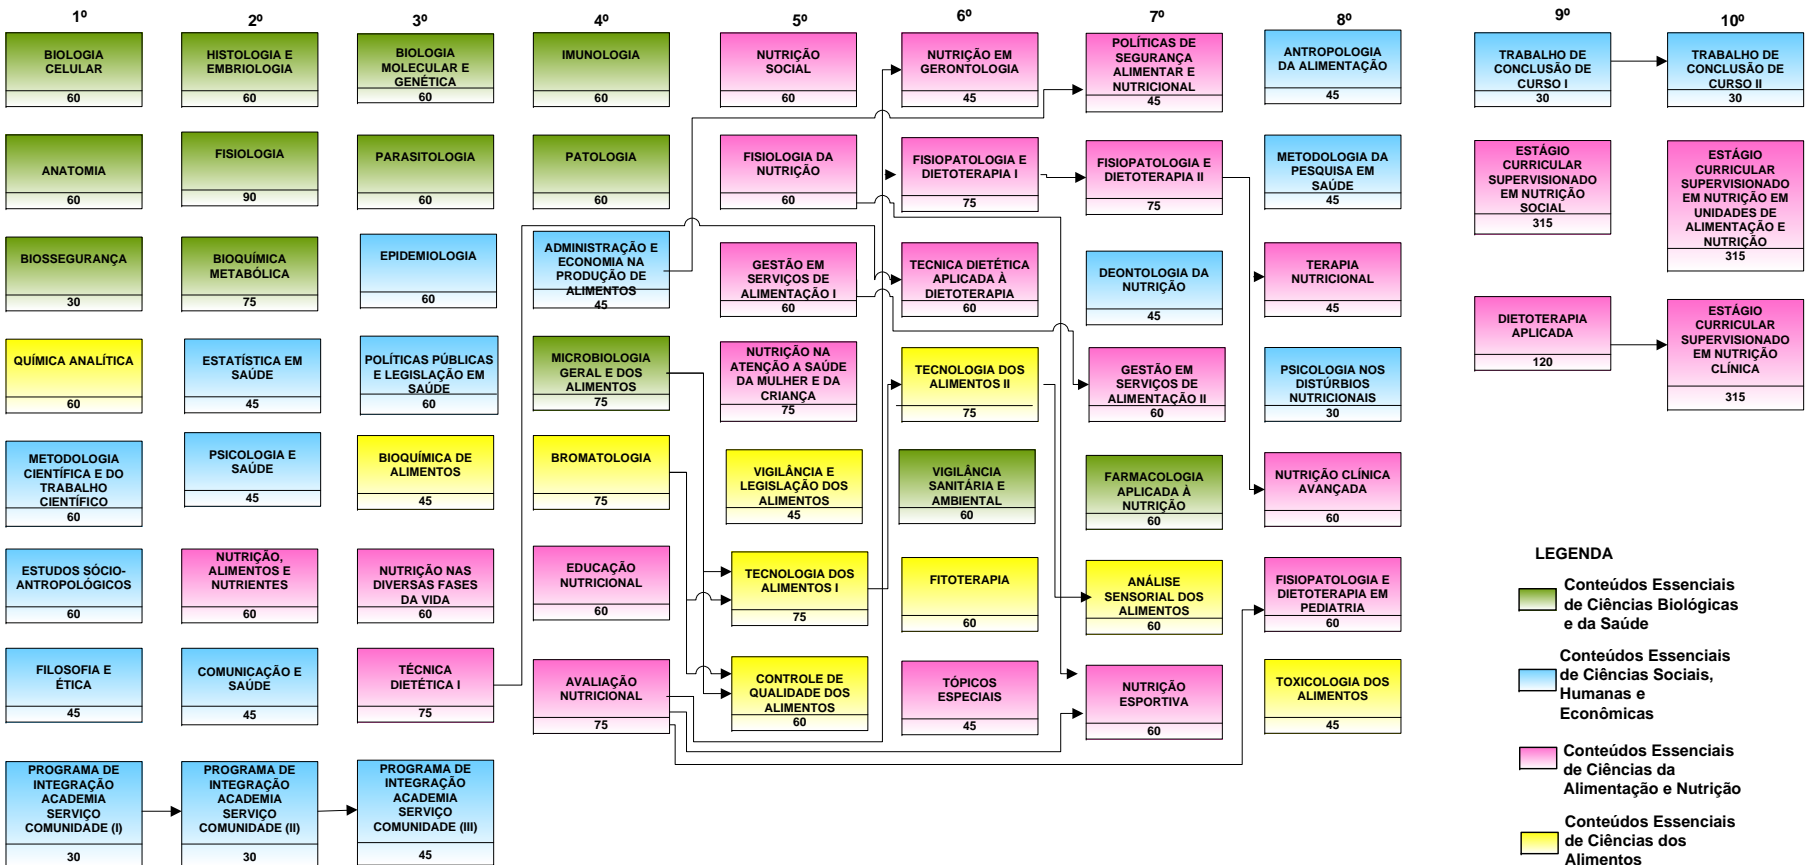 1º
2º
3º
4º
5º
6º
7º
8º
9º
10º
BIOLOGIA
CELULAR
60
ANATOMIA
60
BIOSSEGURANÇA
30
QUÍMICA ANALÍTICA
60
METODOLOGIA
CIENTÍFICA E DO
TRABALHO
CIENTÍFICO
60
ESTUDOS SÓCIO-
ANTROPOLÓGICOS
60
FILOSOFIA E
ÉTICA
45
PROGRAMA DE
INTEGRAÇÃO
ACADEMIA
SERVIÇO
COMUNIDADE (I)
30
HISTOLOGIA E
EMBRIOLOGIA
60
FISIOLOGIA
90
BIOQUÍMICA
METABÓLICA
75
ESTATÍSTICA EM
SAÚDE
45
PSICOLOGIA E
SAÚDE
45
NUTRIÇÃO,
ALIMENTOS E
NUTRIENTES
60
COMUNICAÇÃO E
SAÚDE
45
PROGRAMA DE
INTEGRAÇÃO
ACADEMIA
SERVIÇO
COMUNIDADE (II)
30
BIOLOGIA
MOLECULAR E
GENÉTICA
60
PARASITOLOGIA
60
EPIDEMIOLOGIA
60
POLÍTICAS PÚBLICAS
E LEGISLAÇÃO EM
SAÚDE
60
BIOQUÍMICA DE
ALIMENTOS
45
NUTRIÇÃO NAS
DIVERSAS FASES
DA VIDA
60
TÉCNICA
DIETÉTICA I
75
PROGRAMA DE
INTEGRAÇÃO
ACADEMIA
SERVIÇO
COMUNIDADE (III)
45
IMUNOLOGIA
60
PATOLOGIA
60
ADMINISTRAÇÃO E
ECONOMIA NA
PRODUÇÃO DE
ALIMENTOS
45
MICROBIOLOGIA
GERAL E DOS
ALIMENTOS
75
BROMATOLOGIA
75
EDUCAÇÃO
NUTRICIONAL
60
AVALIAÇÃO
NUTRICIONAL
75
NUTRIÇÃO
SOCIAL
60
FISIOLOGIA DA
NUTRIÇÃO
60
GESTÃO EM
SERVIÇOS DE
ALIMENTAÇÃO I
60
NUTRIÇÃO NA
ATENÇÃO A SAÚDE
DA MULHER E DA
CRIANÇA
75
VIGILÂNCIA E
LEGISLAÇÃO DOS
ALIMENTOS
45
TECNOLOGIA DOS
ALIMENTOS I
75
CONTROLE DE
QUALIDADE DOS
ALIMENTOS
60
NUTRIÇÃO EM
GERONTOLOGIA
45
FISIOPATOLOGIA E
DIETOTERAPIA I
75
TECNICA DIETÉTICA
APLICADA À
DIETOTERAPIA
60
TECNOLOGIA DOS
ALIMENTOS II
75
VIGILÂNCIA
SANITÁRIA E
AMBIENTAL
60
FITOTERAPIA
60
TÓPICOS
ESPECIAIS
45
POLÍTICAS DE
SEGURANÇA
ALIMENTAR E
NUTRICIONAL
45
FISIOPATOLOGIA E
DIETOTERAPIA II
75
DEONTOLOGIA DA
NUTRIÇÃO
45
GESTÃO EM
SERVIÇOS DE
ALIMENTAÇÃO II
60
FARMACOLOGIA
APLICADA À
NUTRIÇÃO
60
ANÁLISE
SENSORIAL DOS
ALIMENTOS
60
NUTRIÇÃO
ESPORTIVA
60
ANTROPOLOGIA
DA ALIMENTAÇÃO
45
METODOLOGIA DA
PESQUISA EM
SAÚDE
45
TERAPIA
NUTRICIONAL
45
PSICOLOGIA NOS
DISTÚRBIOS
NUTRICIONAIS
30
NUTRIÇÃO CLÍNICA
AVANÇADA
60
FISIOPATOLOGIA E
DIETOTERAPIA EM
PEDIATRIA
60
TOXICOLOGIA DOS
ALIMENTOS
45
TRABALHO DE
CONCLUSÃO DE
CURSO I
30
ESTÁGIO
CURRICULAR
SUPERVISIONADO
EM NUTRIÇÃO
SOCIAL
315
DIETOTERAPIA
APLICADA
120
TRABALHO DE
CONCLUSÃO DE
CURSO II
30
ESTÁGIO
CURRICULAR
SUPERVISIONADO
EM NUTRIÇÃO EM
UNIDADES DE
ALIMENTAÇÃO E
NUTRIÇÃO
315
ESTÁGIO
CURRICULAR
SUPERVISIONADO
EM NUTRIÇÃO
CLÍNICA
315
LEGENDA
Conteúdos Essenciais
de Ciências Biológicas
e da Saúde
Conteúdos Essenciais
de Ciências Sociais,
Humanas e
Econômicas
Conteúdos Essenciais
de Ciências da
Alimentação e Nutrição
Conteúdos Essenciais
de Ciências dos
Alimentos